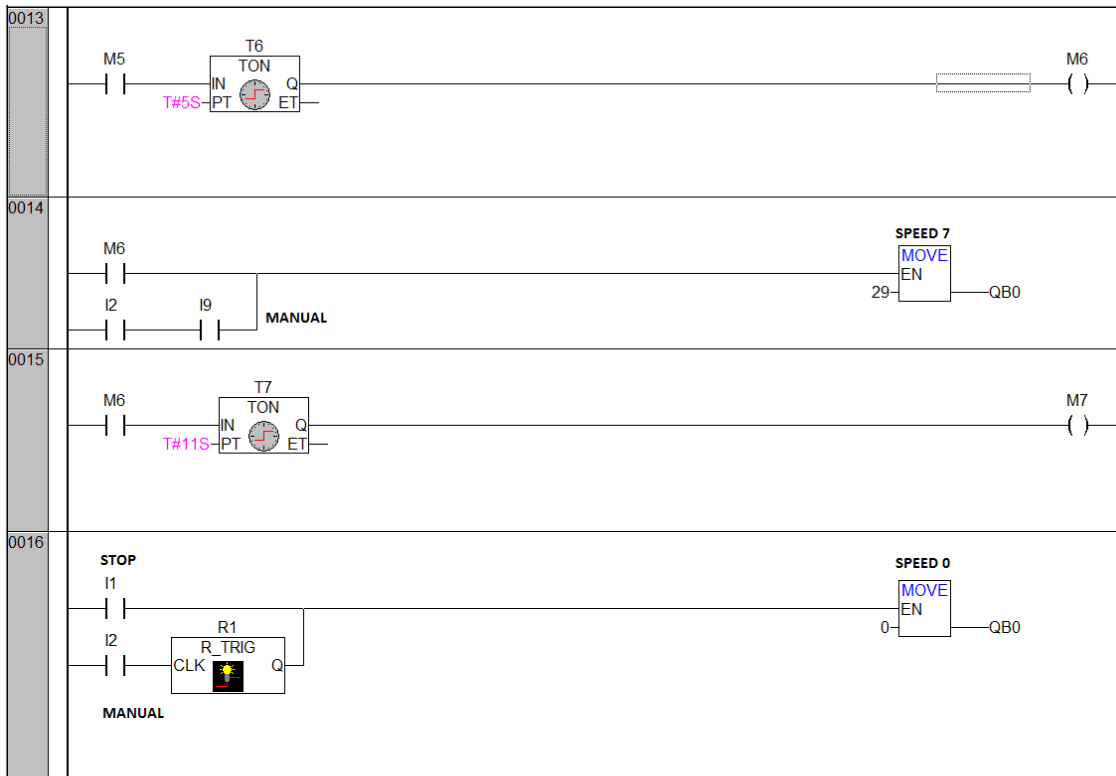 0013
M5
T6
TON
IN Q
T#5S PT ET
M6
0014
M6
SPEED 7
MOVE
EN
29 QB0
I2 I9
MANUAL
0015
M6
T7
TON
IN Q
T#11S PT ET
M7
0016
STOP
I1
SPEED 0
MOVE
EN
0 QB0
I2
R1
R_TRIG
CLK Q
MANUAL